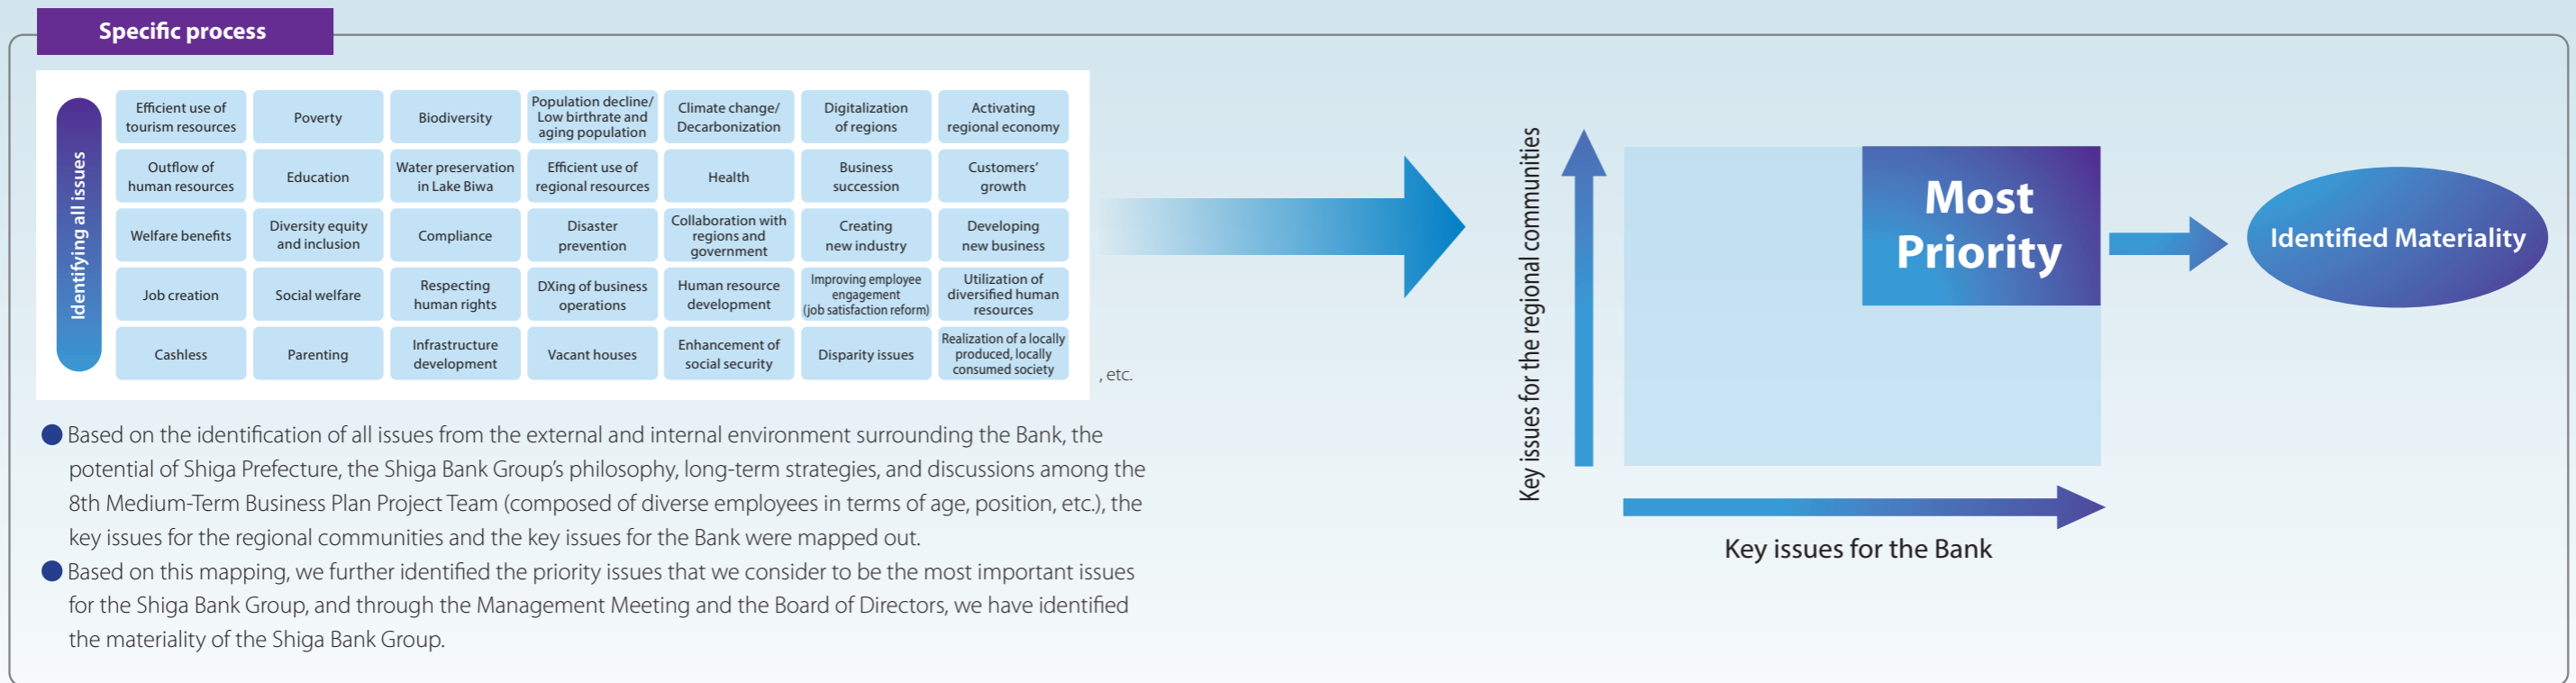 Specific process
Identifying all issues
Efficient use of
tourism resources
Poverty
Biodiversity
Population decline/
Low birthrate and
aging population
Climate change/
Decarbonization
Digitalization
of regions
Activating
regional economy
Outflow of
human resources
Education
Water preservation
in Lake Biwa
Efficient use of
regional resources
Health
Business
succession
Customers’
growth
Welfare benefits
Diversity equity
and inclusion
Compliance
Disaster
prevention
Collaboration with
regions and
government
Creating
new industry
Developing
new business
Job creation
Social welfare
Respecting
human rights
DXing of business
operations
Human resource
development
Improving employee
engagement
(job satisfaction reform)
Utilization of
diversified human
resources
Cashless
Parenting
Infrastructure
development
Vacant houses
Enhancement of
social security
Disparity issues
Realization of a locally
produced, locally
consumed society
, etc.
● Based on the identification of all issues from the external and internal environment surrounding the Bank, the
potential of Shiga Prefecture, the Shiga Bank Group’s philosophy, long-term strategies, and discussions among the
8th Medium-Term Business Plan Project Team (composed of diverse employees in terms of age, position, etc.), the
key issues for the regional communities and the key issues for the Bank were mapped out.
● Based on this mapping, we further identified the priority issues that we consider to be the most important issues
for the Shiga Bank Group, and through the Management Meeting and the Board of Directors, we have identified
the materiality of the Shiga Bank Group.
Key issues for the regional communities
Most
Priority
Key issues for the Bank
Identified Materiality